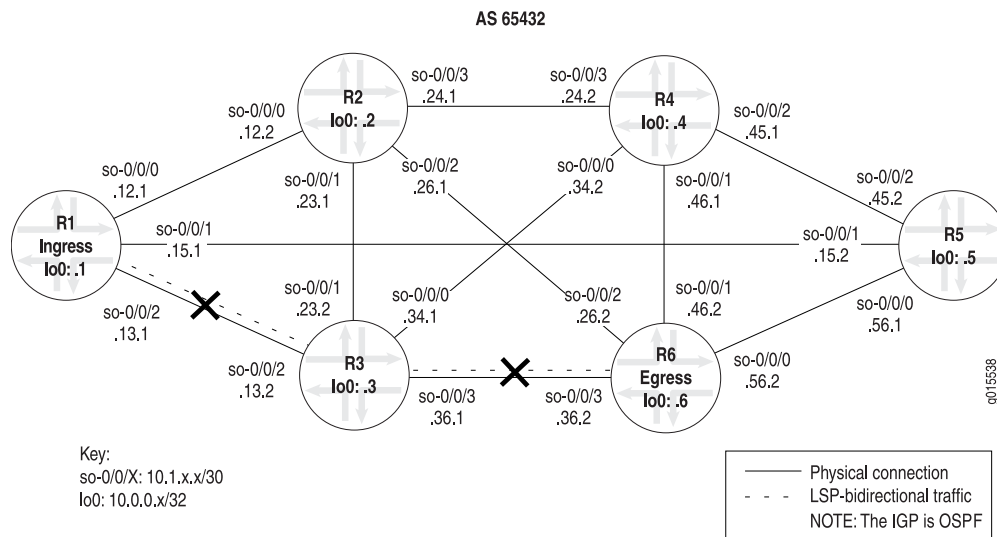 AS 65432
so-0/0/3
.24.1
so-0/0/3
.24.2
R2
lo0: .2
R4
lo0: .4
so-0/0/0
.12.2
so-0/0/2
.45.1
so-0/0/2
.26.1
so-0/0/0
.34.2
so-0/0/0
.12.1
so-0/0/1
.23.1
so-0/0/1
.46.1
so-0/0/2
.45.2
R1
Ingress
lo0: .1
so-0/0/1
.15.1
so-0/0/1
.15.2
R5
lo0: .5
so-0/0/2
.13.1
so-0/0/1
.23.2
so-0/0/0
.34.1
so-0/0/2
.26.2
so-0/0/1
.46.2
so-0/0/0
.56.1
so-0/0/2
.13.2
R3
lo0: .3
R6
Egress
lo0: .6
so-0/0/0
.56.2
so-0/0/3
.36.1
so-0/0/3
.36.2
g015538
Key:
so-0/0/X: 10.1.x.x/30
lo0: 10.0.0.x/32
Physical connection
LSP-bidirectional traffic
NOTE: The IGP is OSPF